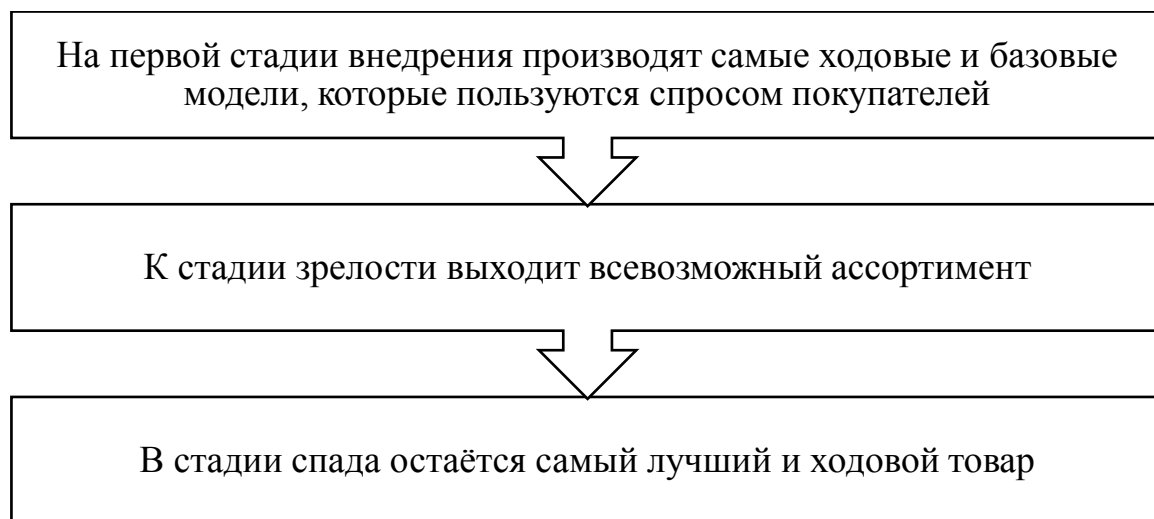 На первой стадии внедрения производят самые ходовые и базовые
модели, которые пользуются спросом покупателей
К стадии зрелости выходит всевозможный ассортимент
В стадии спада остаётся самый лучший и ходовой товар